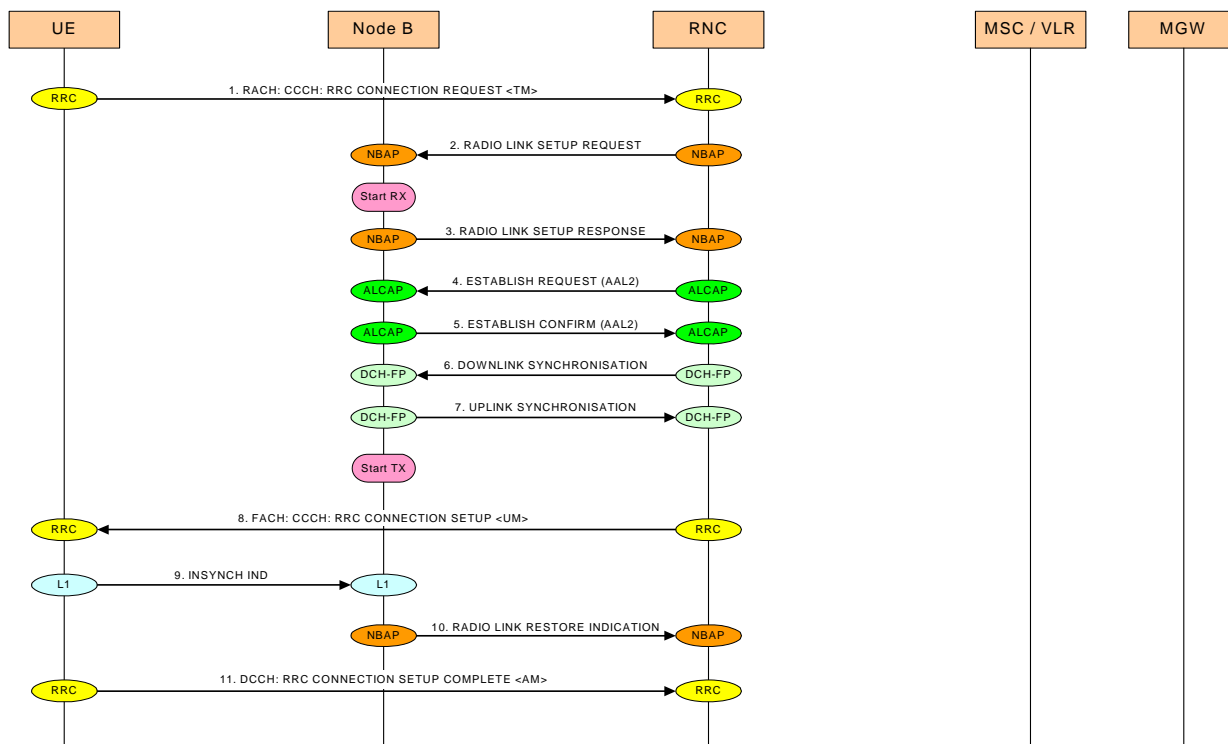 UE Node B RNC MSC / VLR MGW
1. RACH: CCCH: RRC CONNECTION REQUEST <TM>
RRC RRC
2. RADIO LINK SETUP REQUEST
NBAP NBAP
Start RX
3. RADIO LINK SETUP RESPONSE
NBAP NBAP
4. ESTABLISH REQUEST (AAL2)
ALCAP ALCAP
5. ESTABLISH CONFIRM (AAL2)
ALCAP ALCAP
6. DOWNLINK SYNCHRONISATION
DCH-FP DCH-FP
7. UPLINK SYNCHRONISATION
DCH-FP DCH-FP
Start TX
8. FACH: CCCH: RRC CONNECTION SETUP <UM>
RRC RRC
9. INSYNCH IND
L1 L1
10. RADIO LINK RESTORE INDICATION
NBAP NBAP
11. DCCH: RRC CONNECTION SETUP COMPLETE <AM>
RRC RRC